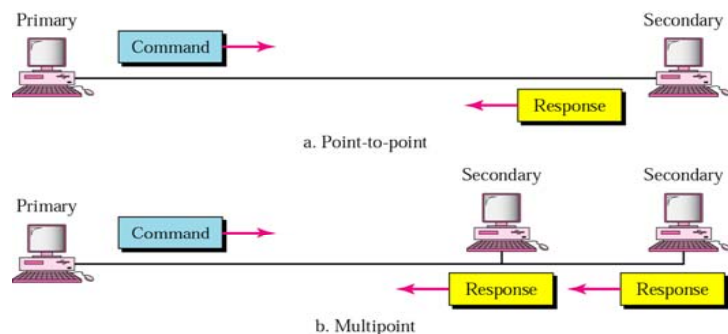 Primary
Secondary
Command
Response
a. Point-to-point
Secondary
Secondary
Primary
Command
Response
Response
b. Multipoint